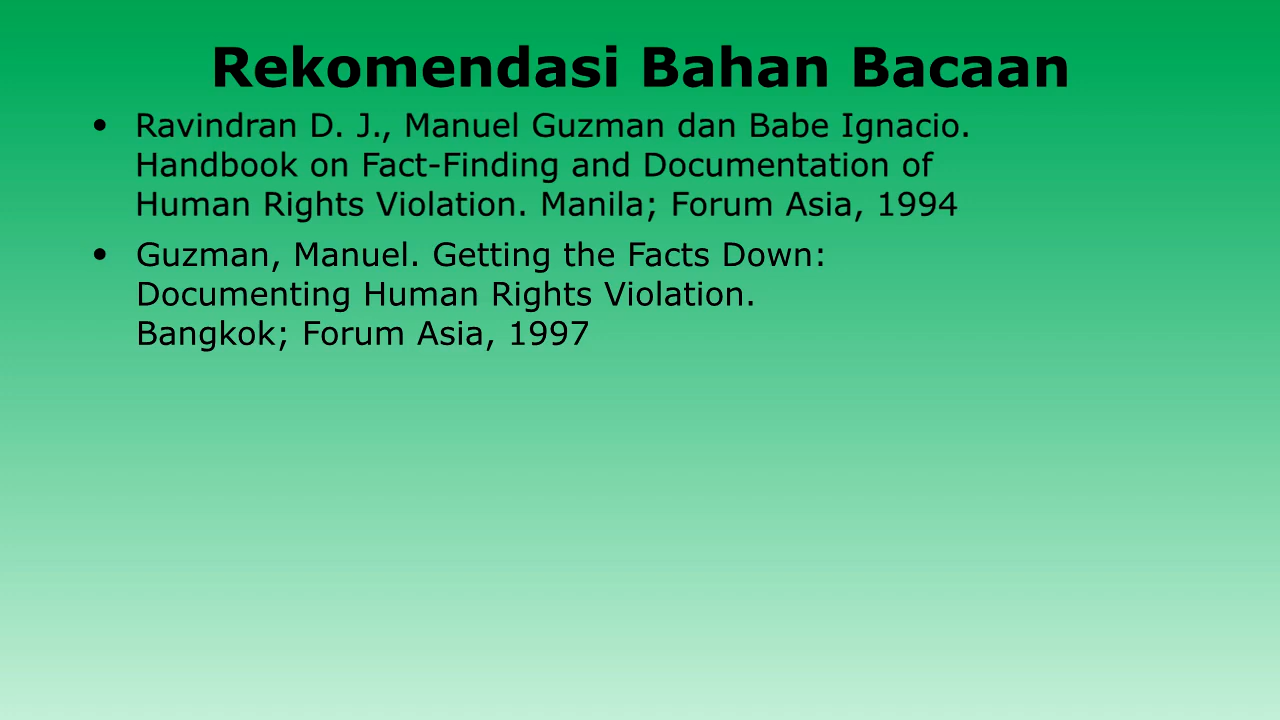 Rekomendasi Bahan Bacaan
• Ravindran D. J., Manuel Guzman dan Babe Ignacio.
Handbook on Fact-Finding and Documentation of
Human Rights Violation. Manila; Forum Asia, 1994
• Guzman, Manuel. Getting the Facts Down:
Documenting Human Rights Violation.
Bangkok; Forum Asia, 1997